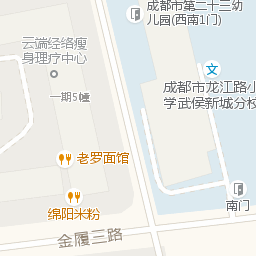 成都市第二十三幼
儿园(西南1门)
云端经络瘦
身理疗中心
成都市龙江路小
学武侯新城分校
一期5幢
老罗面馆
绵阳米粉
南门
金履三路